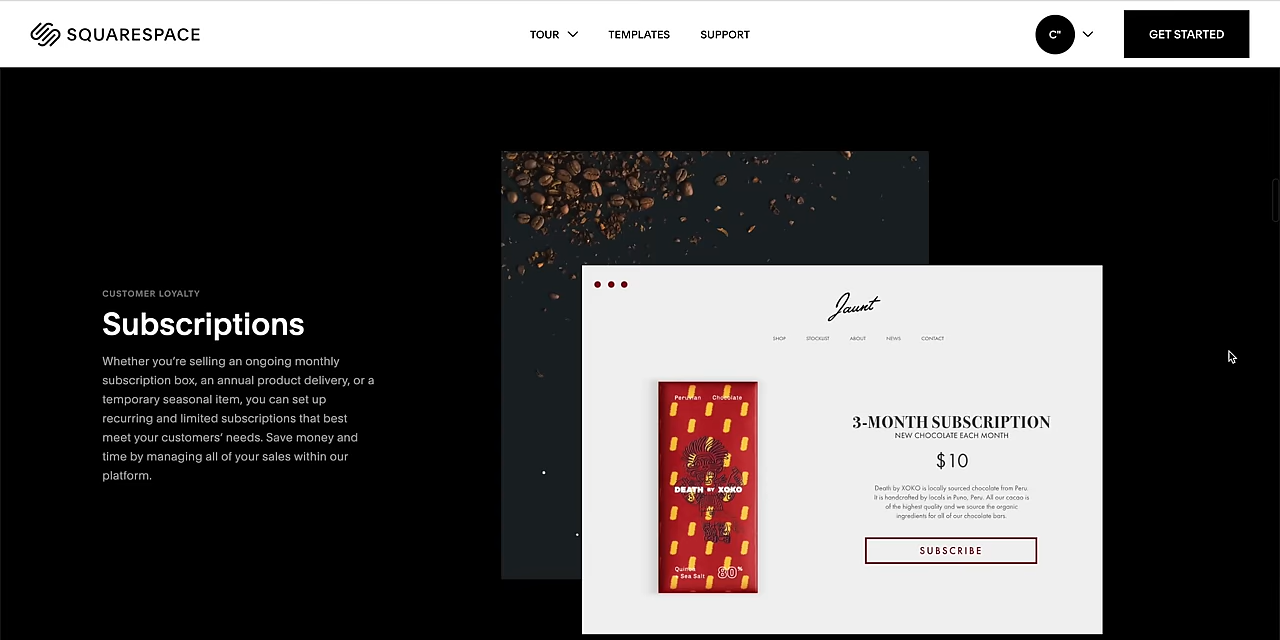 SQUARESPACE
TOUR
TEMPLATES
SUPPORT
C"
GET STARTED
CUSTOMER LOYALTY
Subscriptions
Whether you're selling an ongoing monthly
subscription box, an annual product delivery, or a
temporary seasonal item, you can set up
recurring and limited subscriptions that best
meet your customers' needs. Save money and
time by managing all of your sales within our
platform.
Jaunt
SHOP
STOCKLIST
ABOUT
NEWS
CONTACT
Peruvian Chocolate
DEATH BY XOKO
Quinoa
+ Sea Salt
80%
3-MONTH SUBSCRIPTION
NEW CHOCOLATE EACH MONTH
$10
Death by XOKO is locally sourced chocolate from Peru.
It is handcrafted by locals in Puno, Peru. All our cacao is
of the highest quality and we source the organic
ingredients for all of our chocolate bars.
SUBSCRIBE